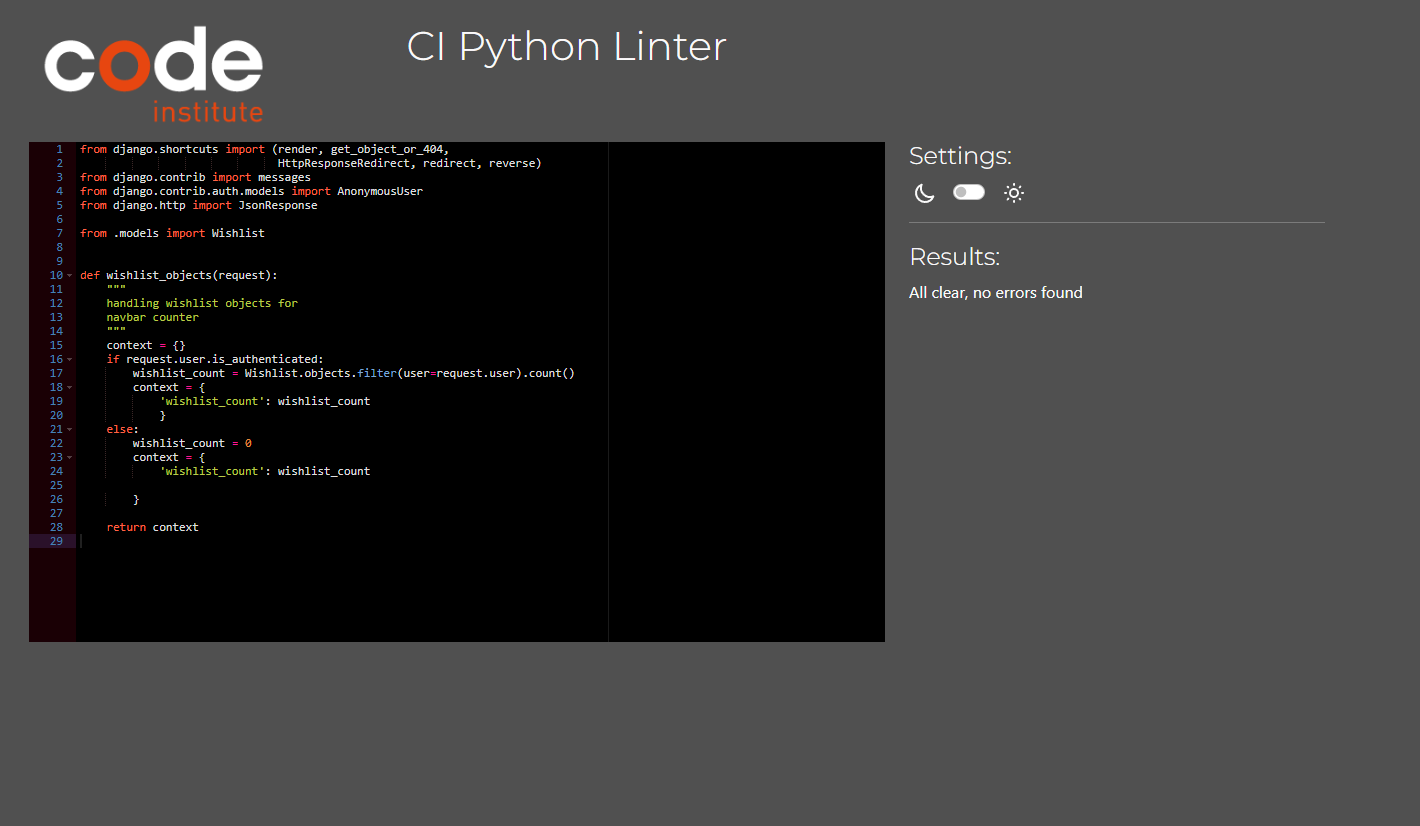 code
institute
CI Python Linter
1 from django.shortcuts import (render, get_object_or_404,
2                               HttpResponseRedirect, redirect, reverse)
3 from django.contrib import messages
4 from django.contrib.auth.models import AnonymousUser
5 from django.http import JsonResponse
6
7 from .models import Wishlist
8
9
10 def wishlist_objects(request):
11     """
12     handling wishlist objects for
13     navbar counter
14     """
15     context = {}
16     if request.user.is_authenticated:
17         wishlist_count = Wishlist.objects.filter(user=request.user).count()
18         context = {
19             'wishlist_count': wishlist_count
20             }
21     else:
22         wishlist_count = 0
23         context = {
24             'wishlist_count': wishlist_count
25
26         }
27
28     return context
29
Settings:
Results:
All clear, no errors found